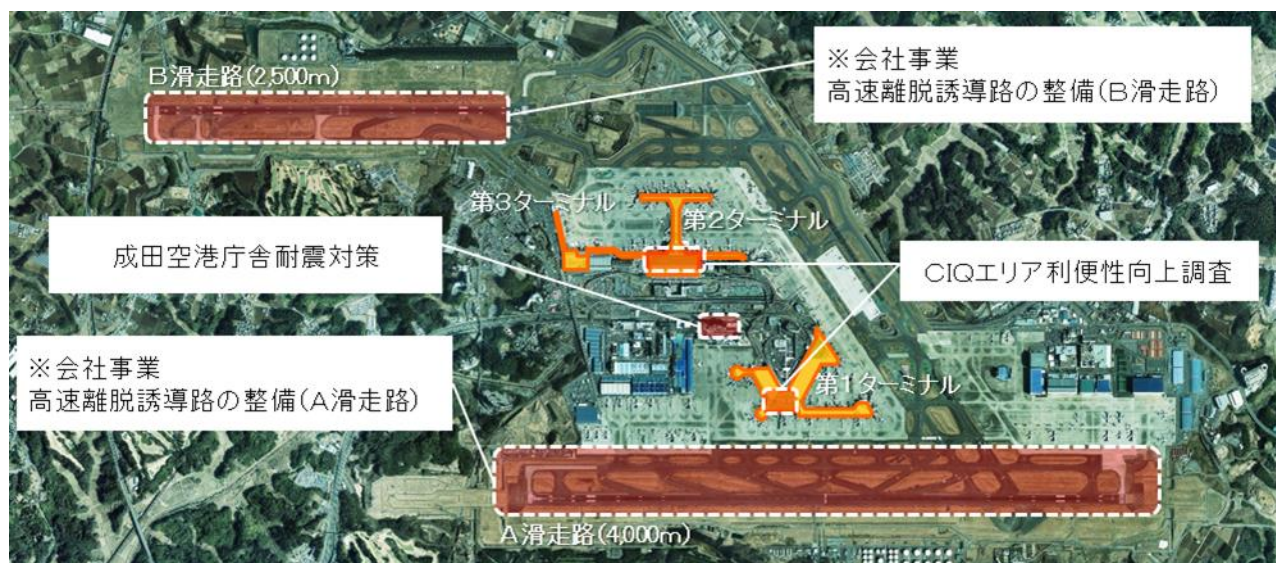 B滑走路(2,500m)
※会社事業
高速離脱誘導路の整備(B滑走路)
第3ターミナル
第2ターミナル
成田空港庁舎耐震対策
CIQエリア利便性向上調査
※会社事業
高速離脱誘導路の整備(A滑走路)
第1ターミナル
A滑走路(4,000m)